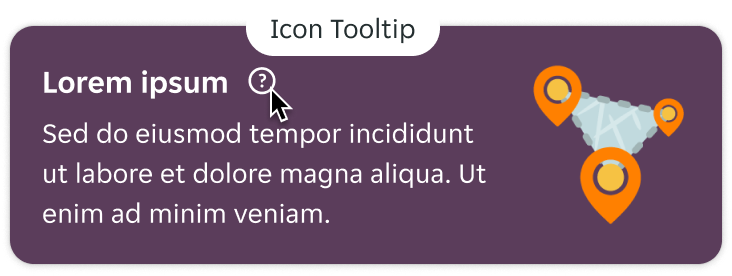 Icon Tooltip
Lorem ipsum ?
Sed do eiusmod tempor incididunt
ut labore et dolore magna aliqua. Ut
enim ad minim veniam.